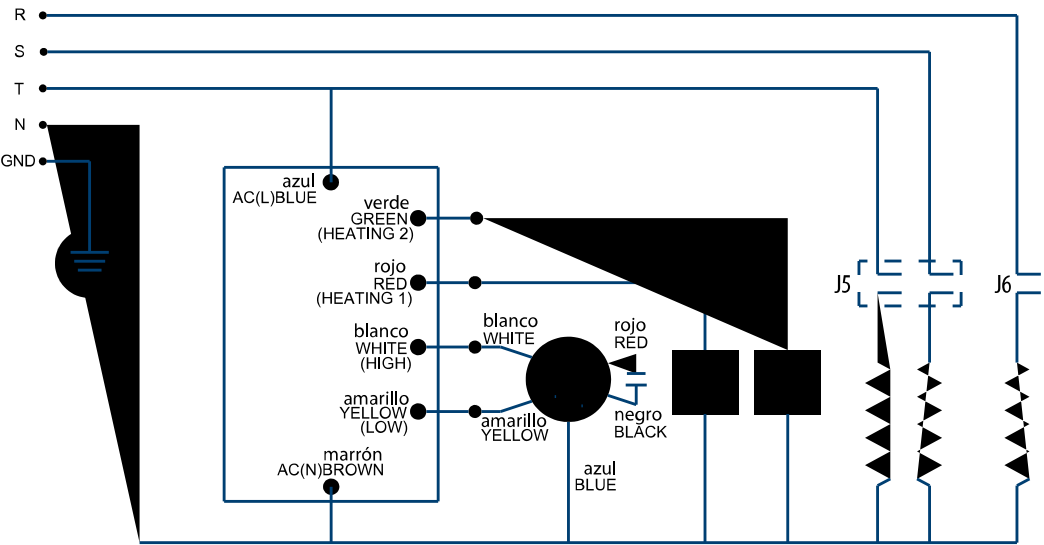 R
S
T
N
GND
azul
AC(L)BLUE
verde
GREEN
(HEATING 2)
rojo
RED
(HEATING 1)
blanco
WHITE
(HIGH)
amarillo
YELLOW
(LOW)
marrón
AC(N)BROWN
blanco
WHITE
amarillo
YELLOW
rojo
RED
negro
BLACK
azul
BLUE
J5
J6